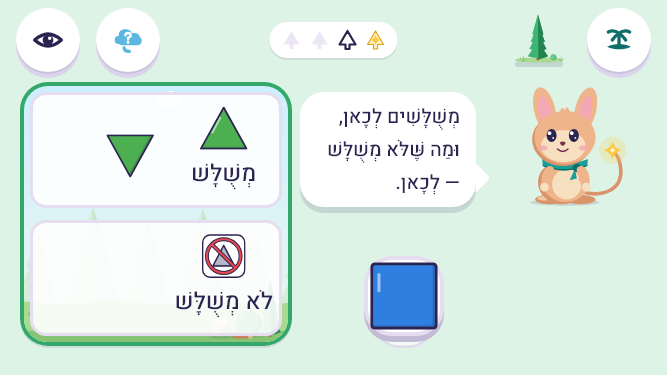 מְשֻׁלָּשִׁים לְכָאן,
וּמַה שֶּׁלֹּא מְשֻׁלָּשׁ
— לְכָאן.
מְשֻׁלָּשׁ
לֹא מְשֻׁלָּשׁ